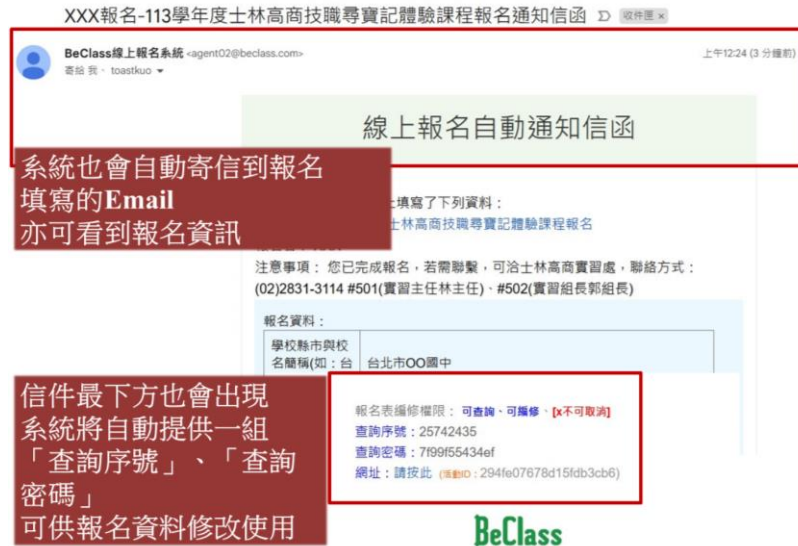 XXX報名-113學年度士林高商技職尋寶記體驗課程報名通知信函 收件匣 x
BeClass線上報名系統 <agent02@beclass.com>
上午12:24 (3 分鐘前)
寄給 我、toastkuo
線上報名自動通知信函
系統也會自動寄信到報名
填寫的Email
亦可看到報名資訊
填寫了下列資料：
士林高商技職尋寶記體驗課程報名
注意事項： 您已完成報名，若需聯繫，可洽士林高商實習處，聯絡方式：
(02)2831-3114 #501(實習主任林主任)、#502(實習組長郭組長)
報名資料：
學校縣市與校
名簡稱(如：台
台北市OO國中
信件最下方也會出現
系統將自動提供一組
「查詢序號」、「查詢
密碼」
可供報名資料修改使用
報名表編修權限： 可查詢、可編修、[x不可取消]
查詢序號：25742435
查詢密碼：7f99f55434ef
網址：請按此 (活動ID：294fe07678d15fdb3cb6)
BeClass